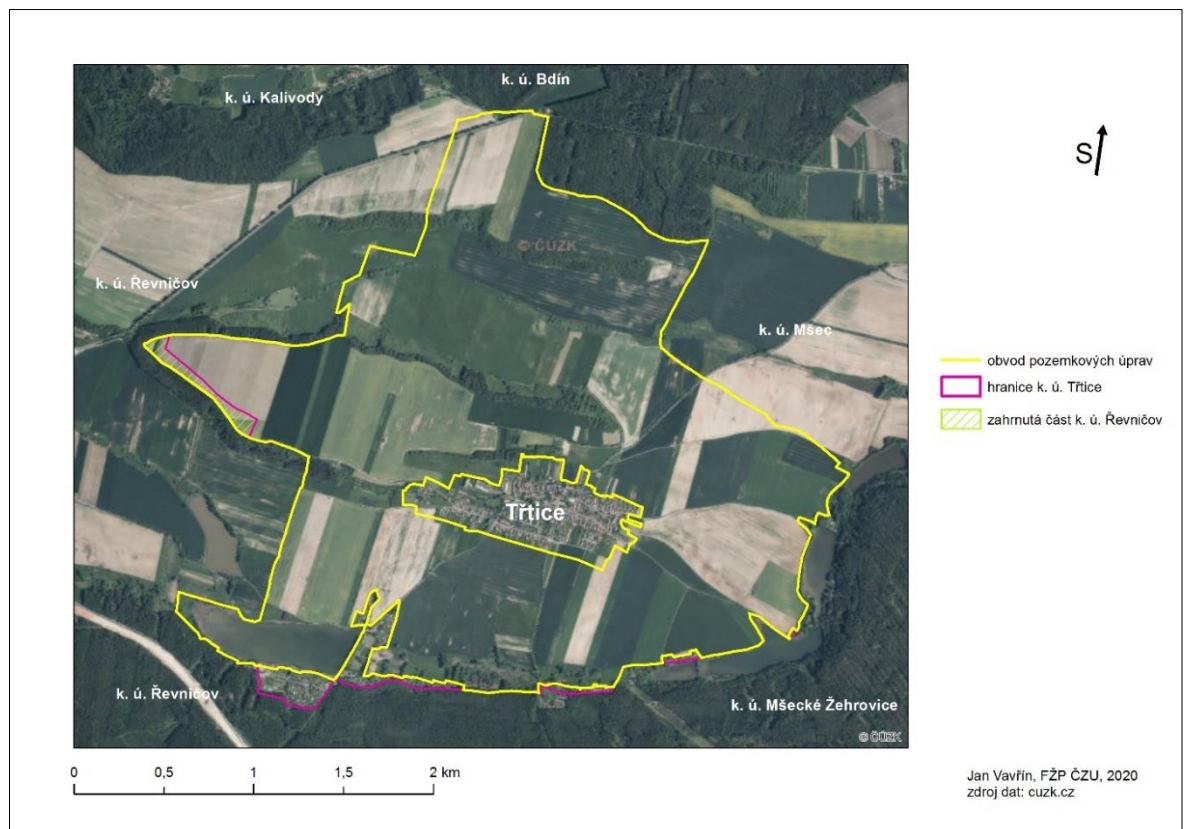 k. ú. Bdín
k. ú. Kalivody
S
© ČÚZK
k. ú. Řevničov
k. ú. Mšec
obvod pozemkových úprav
hranice k. ú. Třtice
zahrnutá část k. ú. Řevničov
Třtice
k. ú. Řevničov
k. ú. Mšecké Žehrovice
© ČÚZK
0 0,5 1 1,5 2 km
Jan Vavřín, FŽP ČZU, 2020
zdroj dat: cuzk.cz